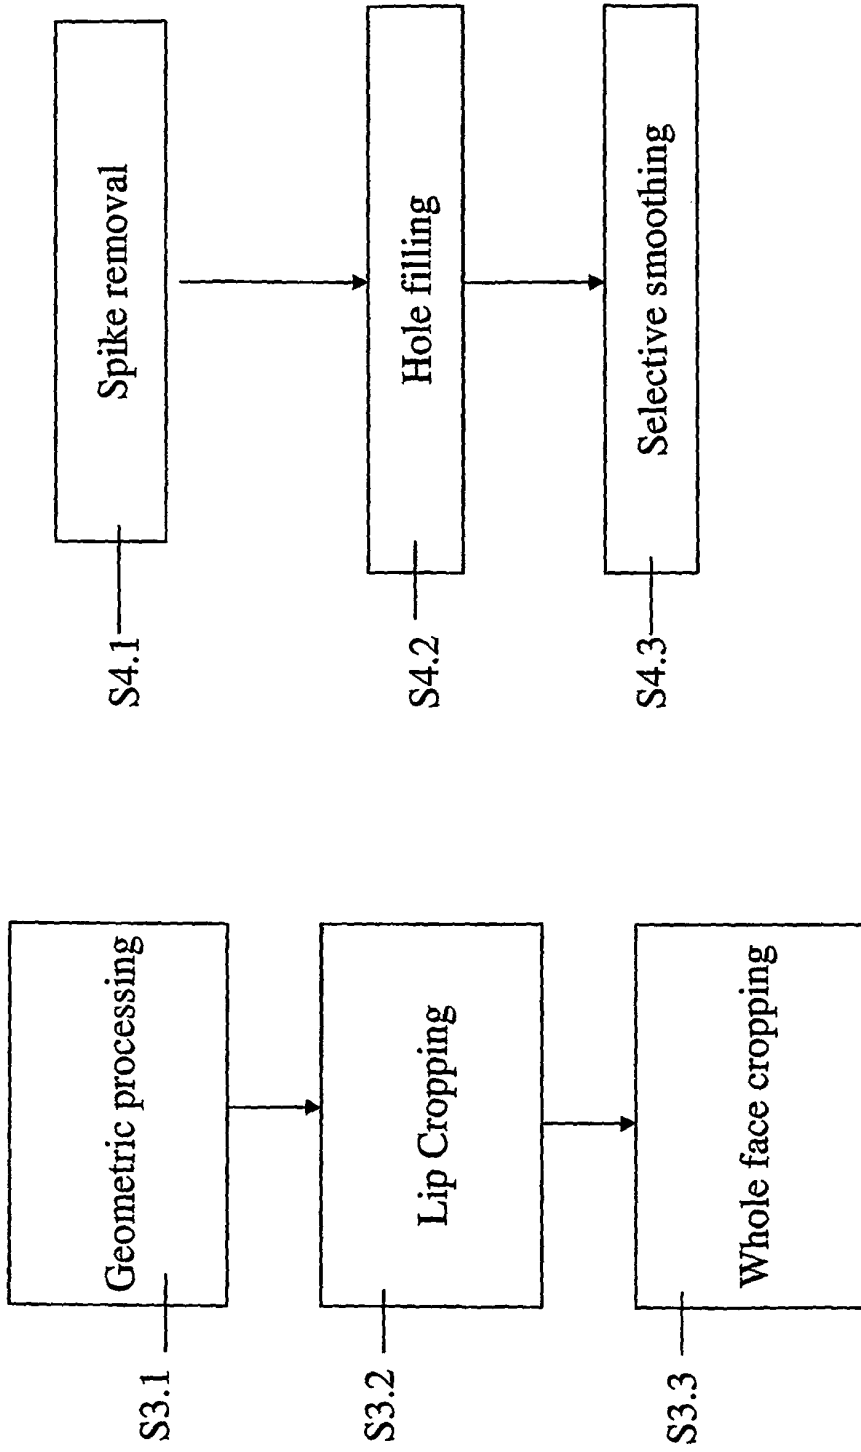 S3.1
Geometric processing
S3.2
Lip Cropping
S3.3
Whole face cropping
S4.1
Spike removal
S4.2
Hole filling
S4.3
Selective smoothing